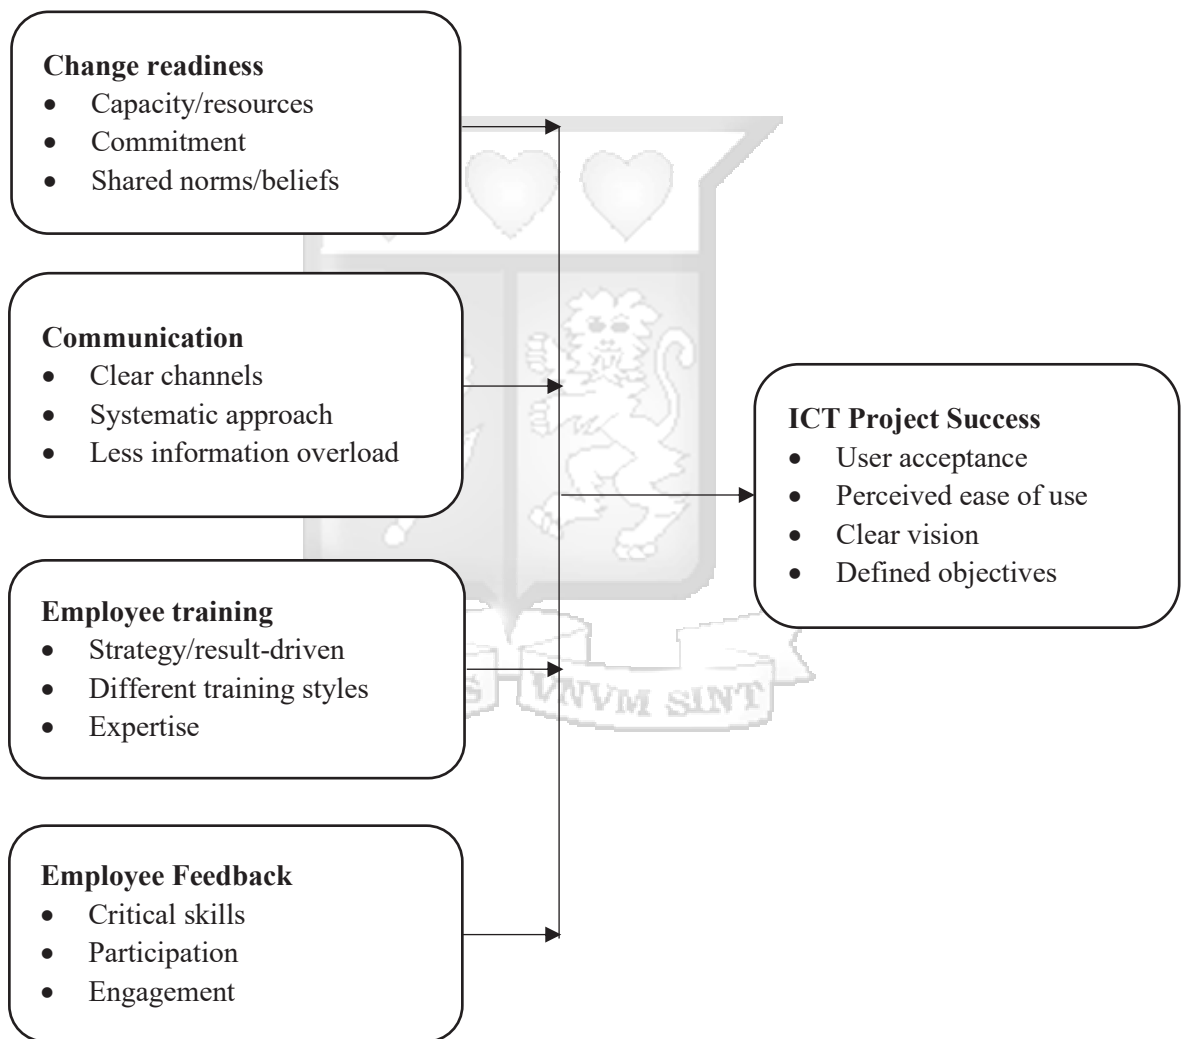 Change readiness
• Capacity/resources
• Commitment
• Shared norms/beliefs
Communication
• Clear channels
• Systematic approach
• Less information overload
Employee training
• Strategy/result-driven
• Different training styles
• Expertise
Employee Feedback
• Critical skills
• Participation
• Engagement
ICT Project Success
• User acceptance
• Perceived ease of use
• Clear vision
• Defined objectives
VNVM SINT